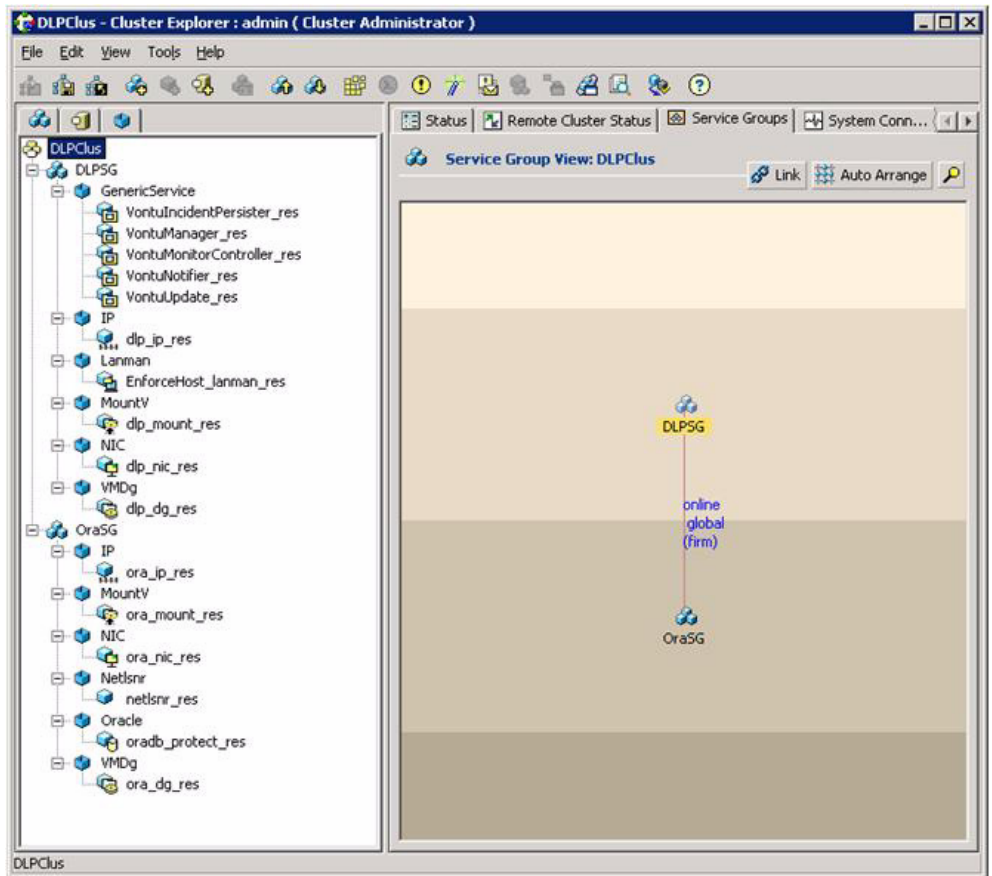 DLPClus - Cluster Explorer : admin ( Cluster Administrator )
File Edit View Tools Help
Status Remote Cluster Status Service Groups System Conn...
DLPClus
DLPSG
GenericService
VontuIncidentPersister_res
VontuManager_res
VontuMonitorController_res
VontuNotifier_res
VontuUpdate_res
IP
dlp_ip_res
Lanman
EnforceHost_lanman_res
MountV
dlp_mount_res
NIC
dlp_nic_res
VMDg
dlp_dg_res
OraSG
IP
ora_ip_res
MountV
ora_mount_res
NIC
ora_nic_res
Netlsnr
netlsnr_res
Oracle
oradb_protect_res
VMDg
ora_dg_res
Service Group View: DLPClus
Link Auto Arrange
DLPSG
online
global
(firm)
OraSG
DLPClus